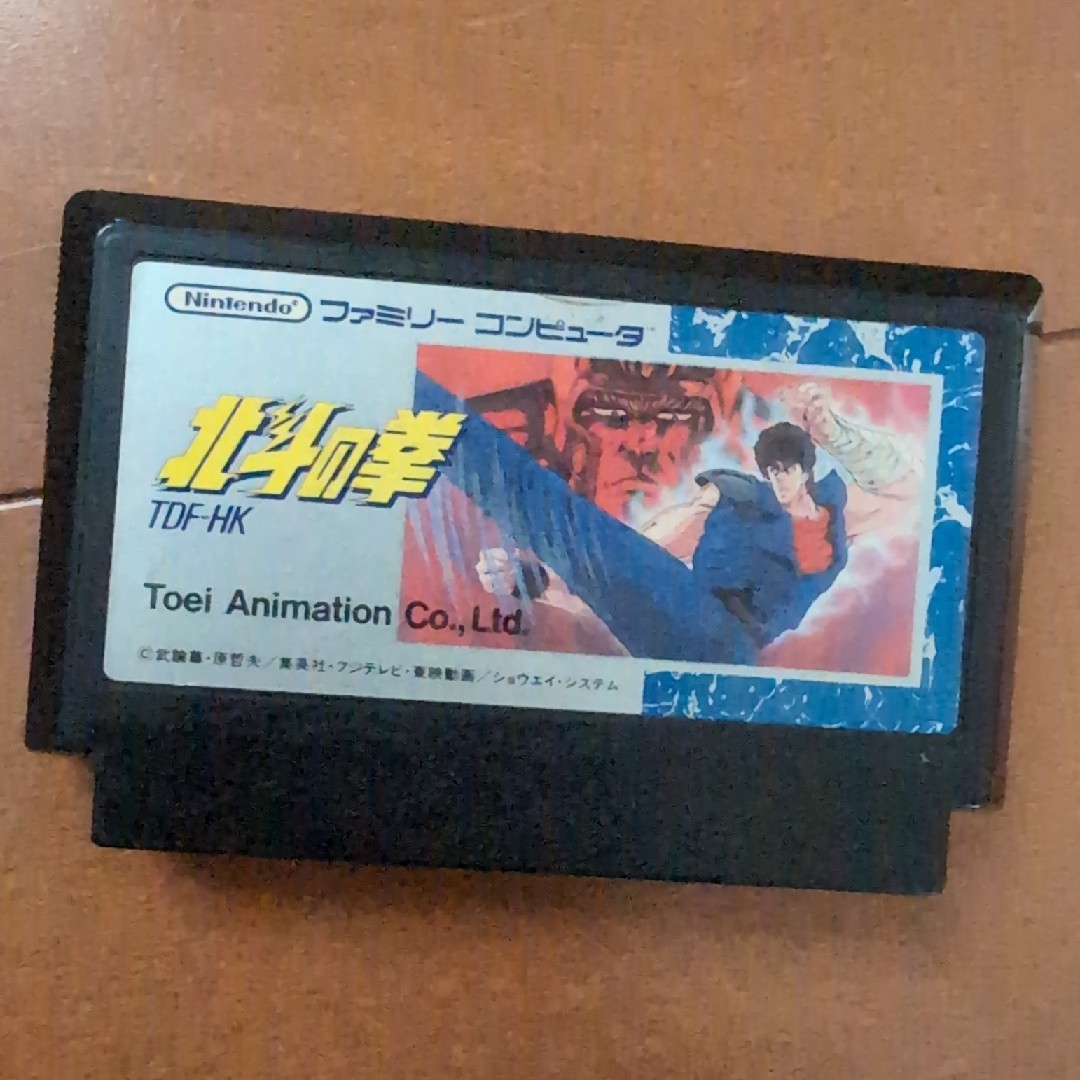 Nintendo® ファミリー コンピュータ™
北斗の拳
TDF-HK
Toei Animation Co., Ltd.
©武論尊・原哲夫／集英社・フジテレビ・東映動画／ショウエイ・システム